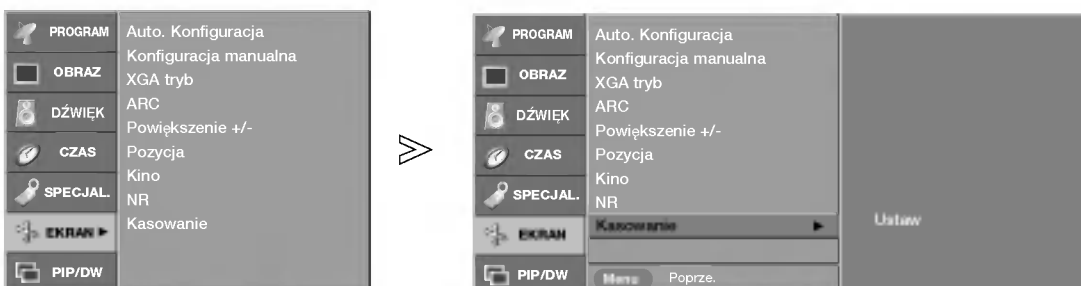 PROGRAM
OBRAZ
DŹWIĘK
CZAS
SPECJAL.
EKRAN
PIP/DW
Auto. Konfiguracja
Konfiguracja manualna
XGA tryb
ARC
Powiększenie +/-
Pozycja
Kino
NR
Kasowanie
PROGRAM
OBRAZ
DŹWIĘK
CZAS
SPECJAL.
EKRAN
PIP/DW
Auto. Konfiguracja
Konfiguracja manualna
XGA tryb
ARC
Powiększenie +/-
Pozycja
Kino
NR
Kasowanie
Menu Poprze.
Ustaw